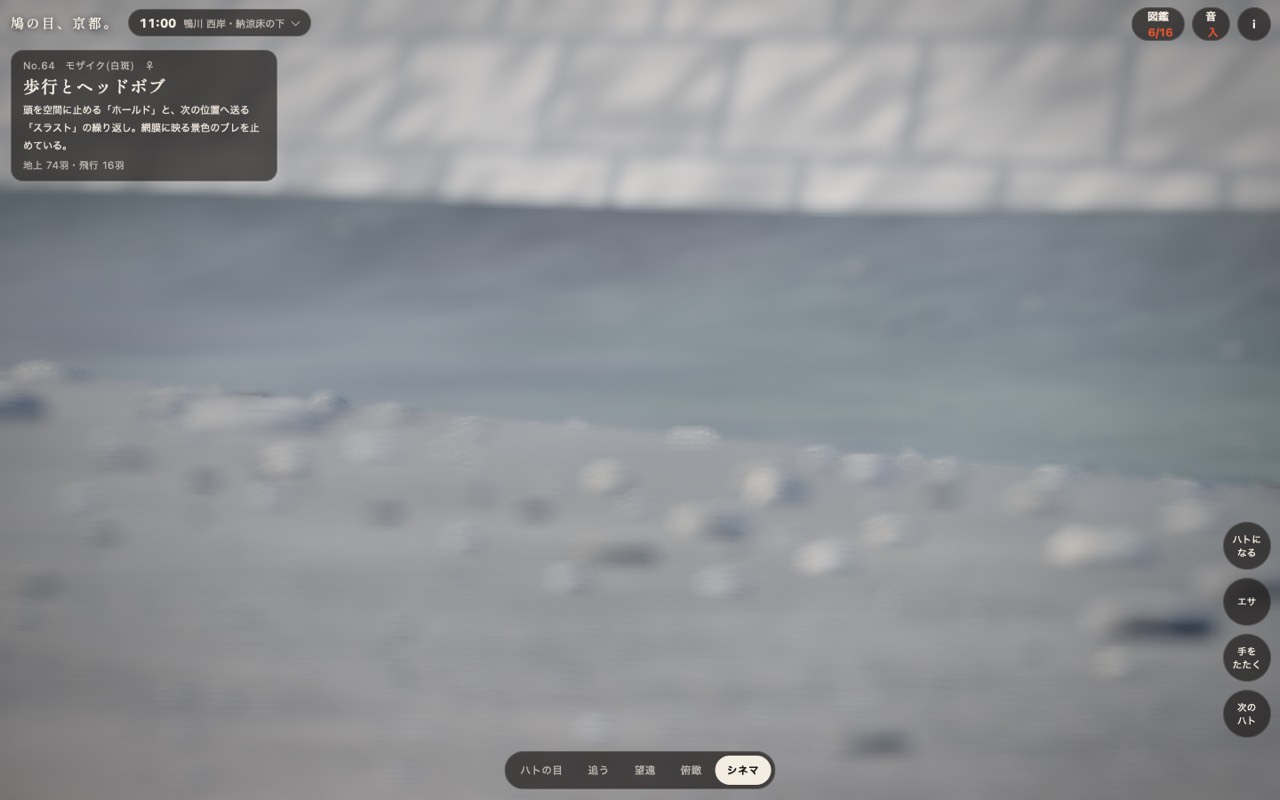 鳩の目、京都。
11:00 鴨川 西岸・納涼床の下
図鑑
6/16
音
入
i
No.64 モザイク(白斑) ♀
歩行とヘッドボブ
頭を空間に止める「ホールド」と、次の位置へ送る
「スラスト」の繰り返し。網膜に映る景色のブレを止
めている。
地上 74羽・飛行 16羽
ハトに
なる
エサ
手を
たたく
次の
ハト
ハトの目 追う 望遠 俯瞰 シネマ